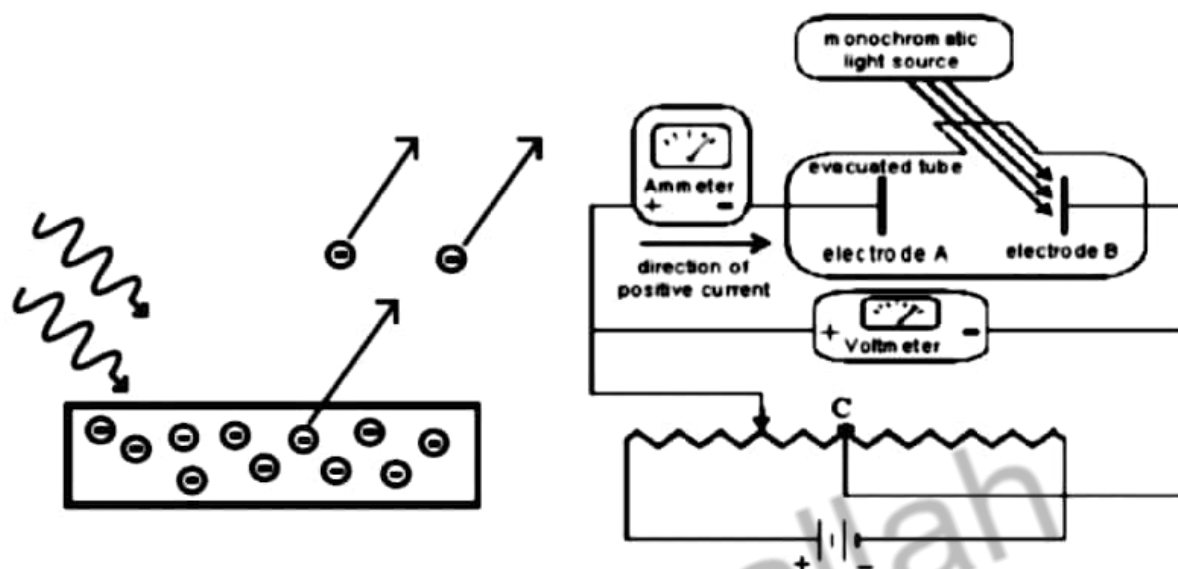 monochromatic
light source
evacuated tube
Ammeter
+ −
electrode A
electrode B
direction of
positive current
+ −
Voltmeter
C
+ −